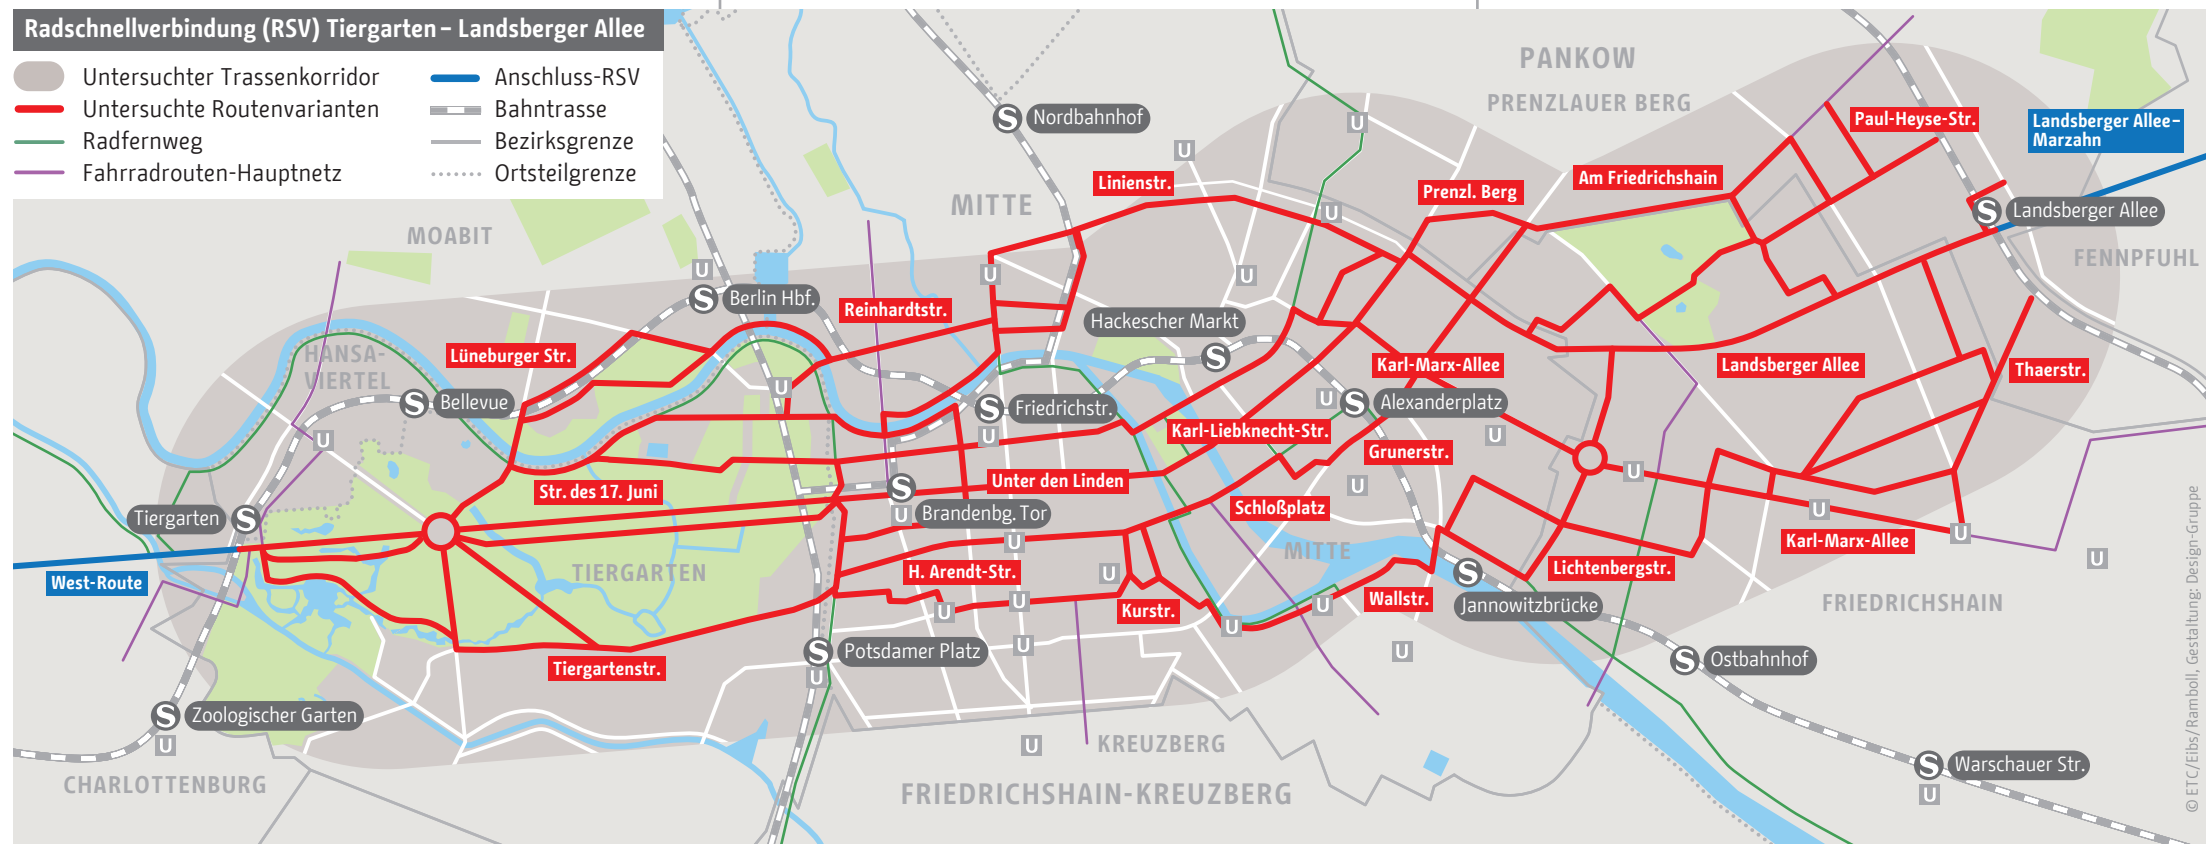 Radschnellverbindung (RSV) Tiergarten – Landsberger Allee
Untersuchter Trassenkorridor
Untersuchte Routenvarianten
Radfernweg
Fahrradrouten-Hauptnetz
Anschluss-RSV
Bahntrasse
Bezirksgrenze
Ortsteilgrenze
PANKOW
PRENZLAUER BERG
S Nordbahnhof
Paul-Heyse-Str.
Landsberger Allee–
Marzahn
U
U
Linienstr.
Am Friedrichshain
Prenzl. Berg
MITTE
U
S Landsberger Allee
MOABIT
FENNPFUHL
U
U
U
S Berlin Hbf.
Reinhardtstr.
Hackescher Markt
S
HANSA-
VIERTEL
Lüneburger Str.
Karl-Marx-Allee
Landsberger Allee
Thaerstr.
U
S Bellevue
S Friedrichstr.
U
S Alexanderplatz
U
U
Karl-Liebknecht-Str.
U
Grunerstr.
U
Str. des 17. Juni
Unter den Linden
S
U
Brandenbg. Tor
U
Schloßplatz
U
Tiergarten S
U
MITTE
Karl-Marx-Allee
U
U
West-Route
TIERGARTEN
H. Arendt-Str.
U
Lichtenbergstr.
S Jannowitzbrücke
Wallstr.
U
U
U
Kurstr.
U
FRIEDRICHSHAIN
S Potsdamer Platz
U
U
U
Tiergartenstr.
S Ostbahnhof
U
S Zoologischer Garten
U
U
KREUZBERG
CHARLOTTENBURG
FRIEDRICHSHAIN-KREUZBERG
S Warschauer Str.
U
© ETC/Eibs/Ramboll, Gestaltung: Design-Gruppe